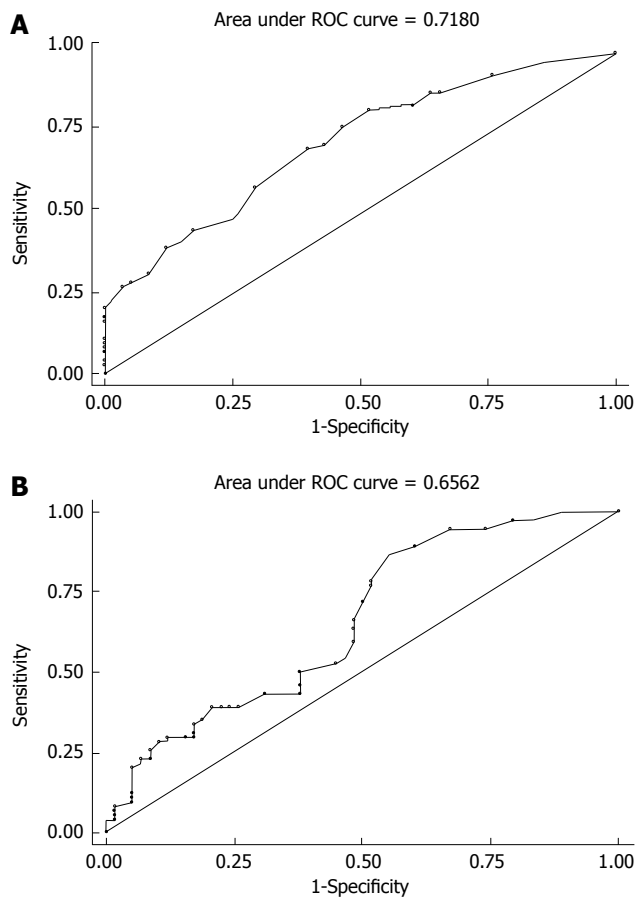 A
Area under ROC curve = 0.7180
1.00
0.75
0.50
0.25
0.00
Sensitivity
0.00 0.25 0.50 0.75 1.00
1-Specificity
B
Area under ROC curve = 0.6562
1.00
0.75
0.50
0.25
0.00
Sensitivity
0.00 0.25 0.50 0.75 1.00
1-Specificity